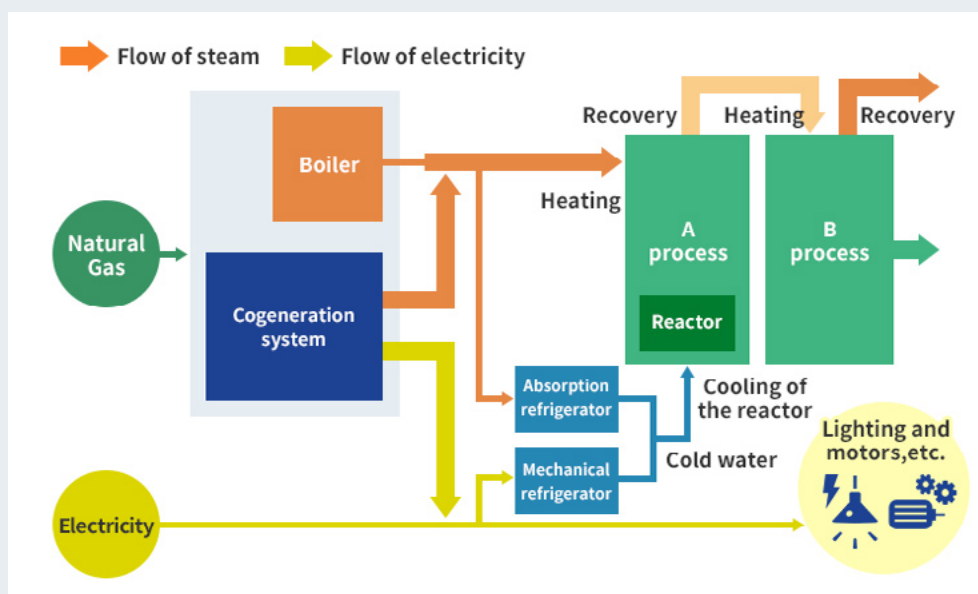 Flow of steam
Flow of electricity
Recovery
Heating
Recovery
Boiler
Heating
Natural
Gas
A
process
B
process
Cogeneration
system
Reactor
Absorption
refrigerator
Cooling of
the reactor
Mechanical
refrigerator
Cold water
Lighting and
motors,etc.
Electricity